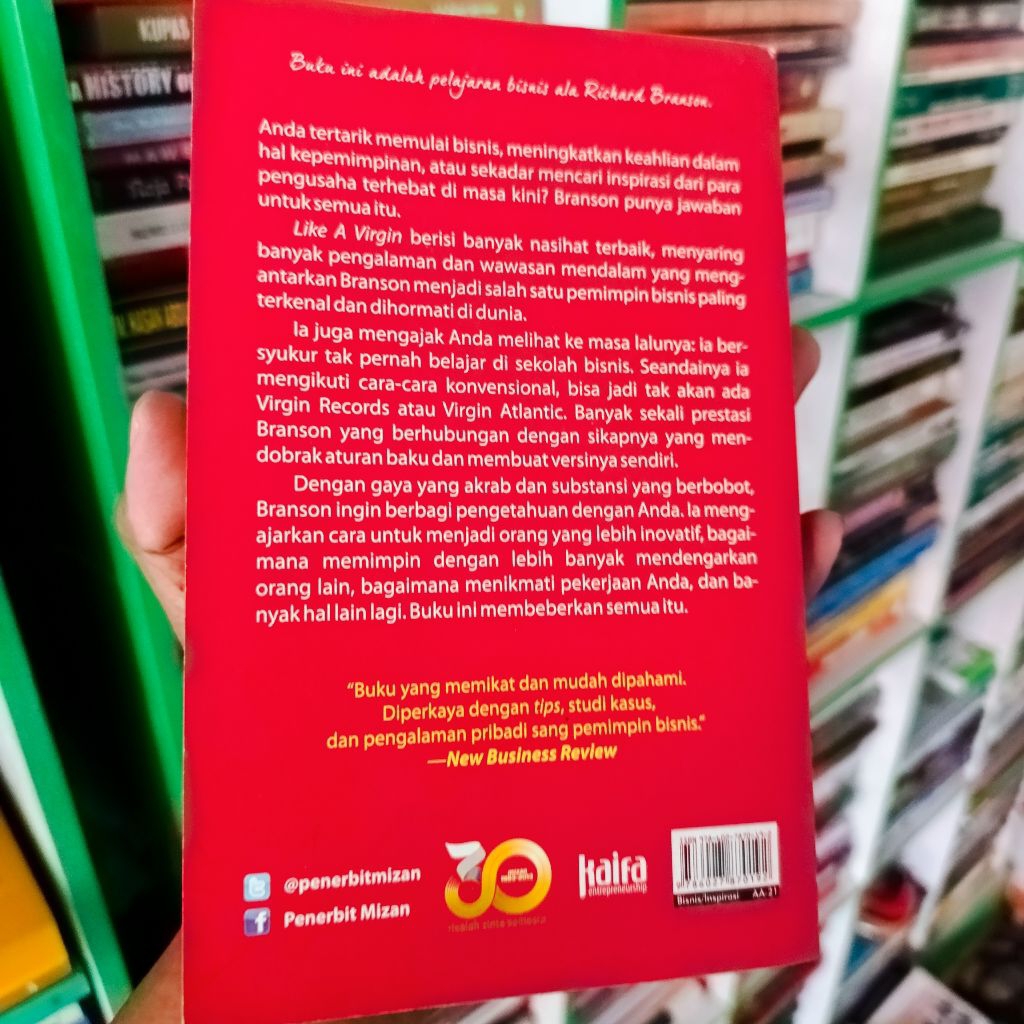 KUPAS
A HISTORY O
Buku ini adalah pelajaran bisnis ala Richard Branson.
Anda tertarik memulai bisnis, meningkatkan keahlian dalam
hal kepemimpinan, atau sekadar mencari inspirasi dari para
pengusaha terhebat di masa kini? Branson punya jawaban
untuk semua itu.
Like A Virgin berisi banyak nasihat terbaik, menyaring
banyak pengalaman dan wawasan mendalam yang meng-
antarkan Branson menjadi salah satu pemimpin bisnis paling
terkenal dan dihormati di dunia.
Ia juga mengajak Anda melihat ke masa lalunya: ia ber-
syukur tak pernah belajar di sekolah bisnis. Seandainya ia
mengikuti cara-cara konvensional, bisa jadi tak akan ada
Virgin Records atau Virgin Atlantic. Banyak sekali prestasi
Branson yang berhubungan dengan sikapnya yang men-
dobrak aturan baku dan membuat versinya sendiri.
Dengan gaya yang akrab dan substansi yang berbobot,
Branson ingin berbagi pengetahuan dengan Anda. Ia meng-
ajarkan cara untuk menjadi orang yang lebih inovatif, bagai-
mana memimpin dengan lebih banyak mendengarkan
orang lain, bagaimana menikmati pekerjaan Anda, dan ba-
nyak hal lain lagi. Buku ini membeberkan semua itu.
“Buku yang memikat dan mudah dipahami.
Diperkaya dengan tips, studi kasus,
dan pengalaman pribadi sang pemimpin bisnis.”
—New Business Review
@penerbitmizan
Penerbit Mizan
30
kaifa
entrepreneurship
Bisnis/Inspirasi AA-21